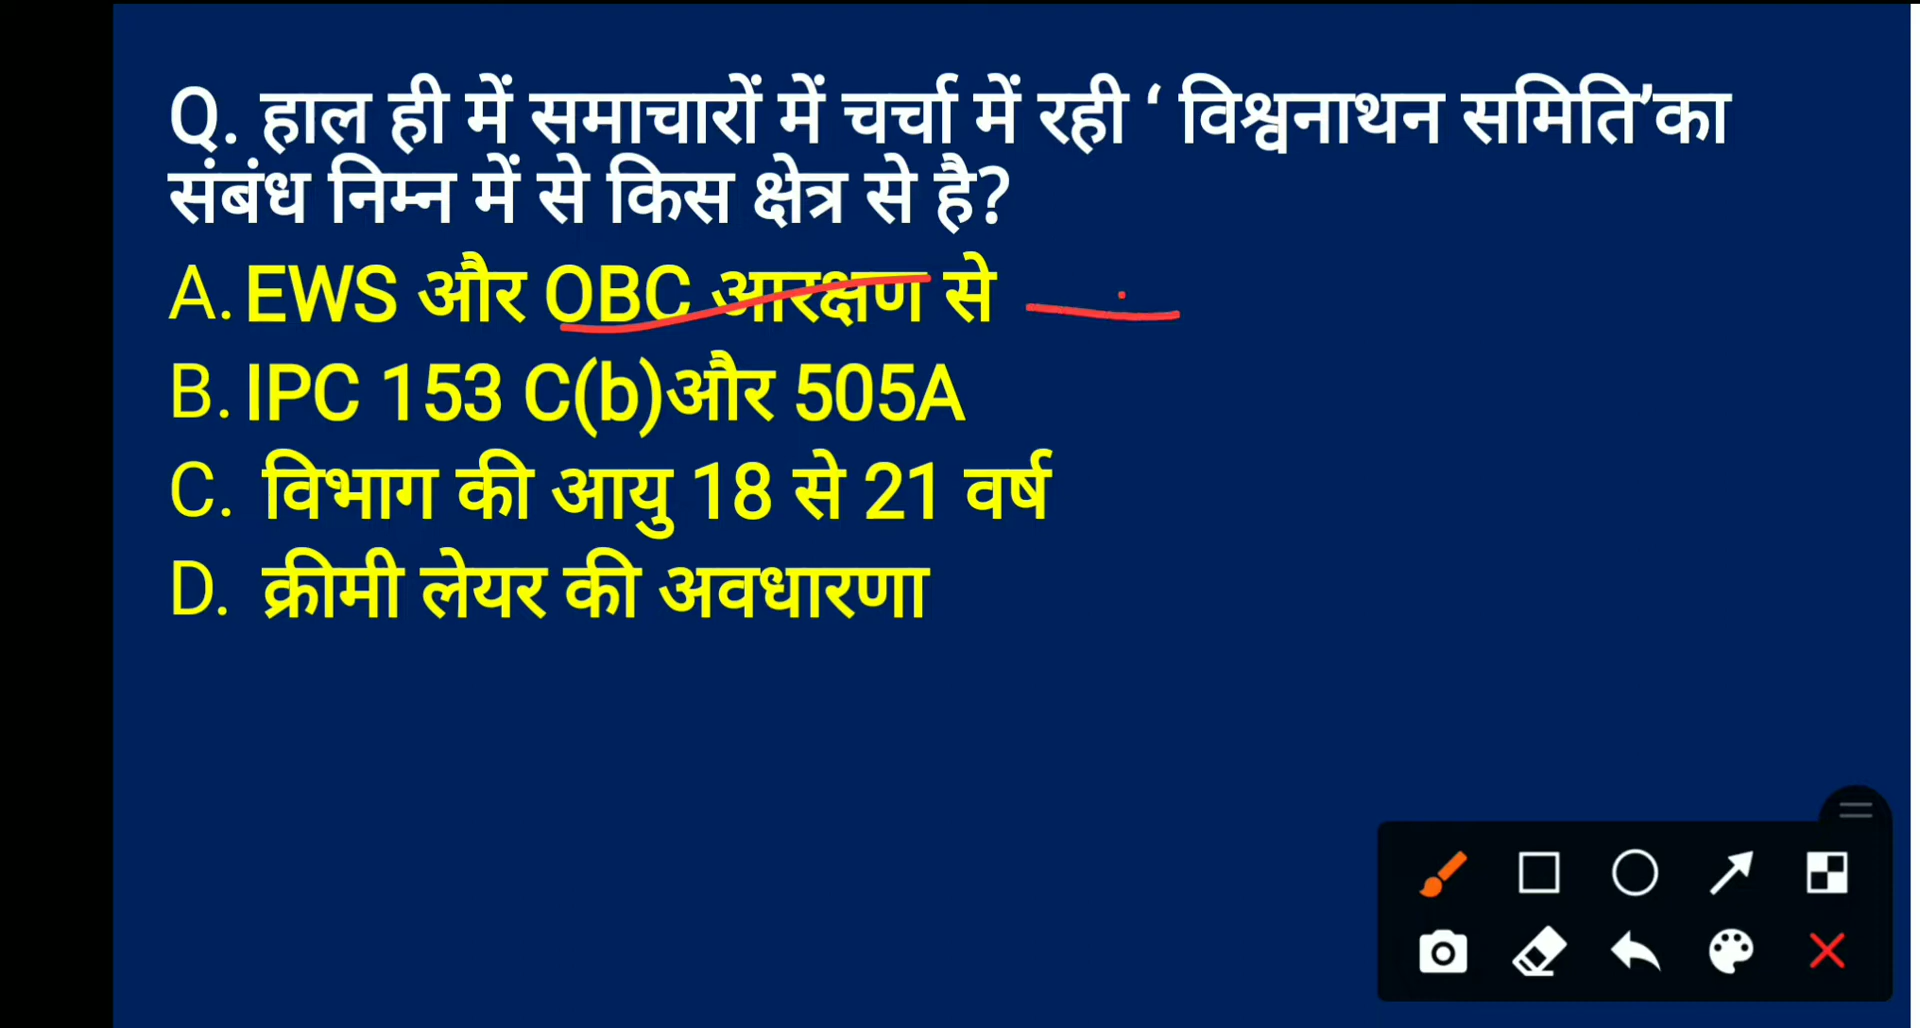 Q. हाल ही में समाचारों में चर्चा में रही ‘ विश्वनाथन समिति’का
संबंध निम्न में से किस क्षेत्र से है?
A. EWS और OBC आरक्षण से
B. IPC 153 C(b)और 505A
C. विभाग की आयु 18 से 21 वर्ष
D. क्रीमी लेयर की अवधारणा